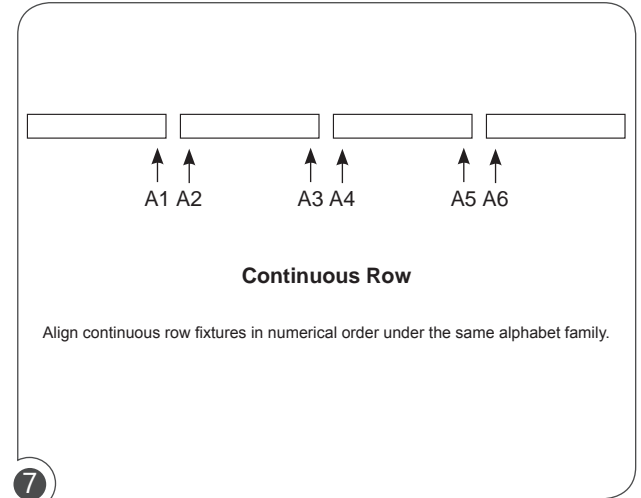 A1 A2 A3 A4 A5 A6
Continuous Row
Align continuous row fixtures in numerical order under the same alphabet family.
7